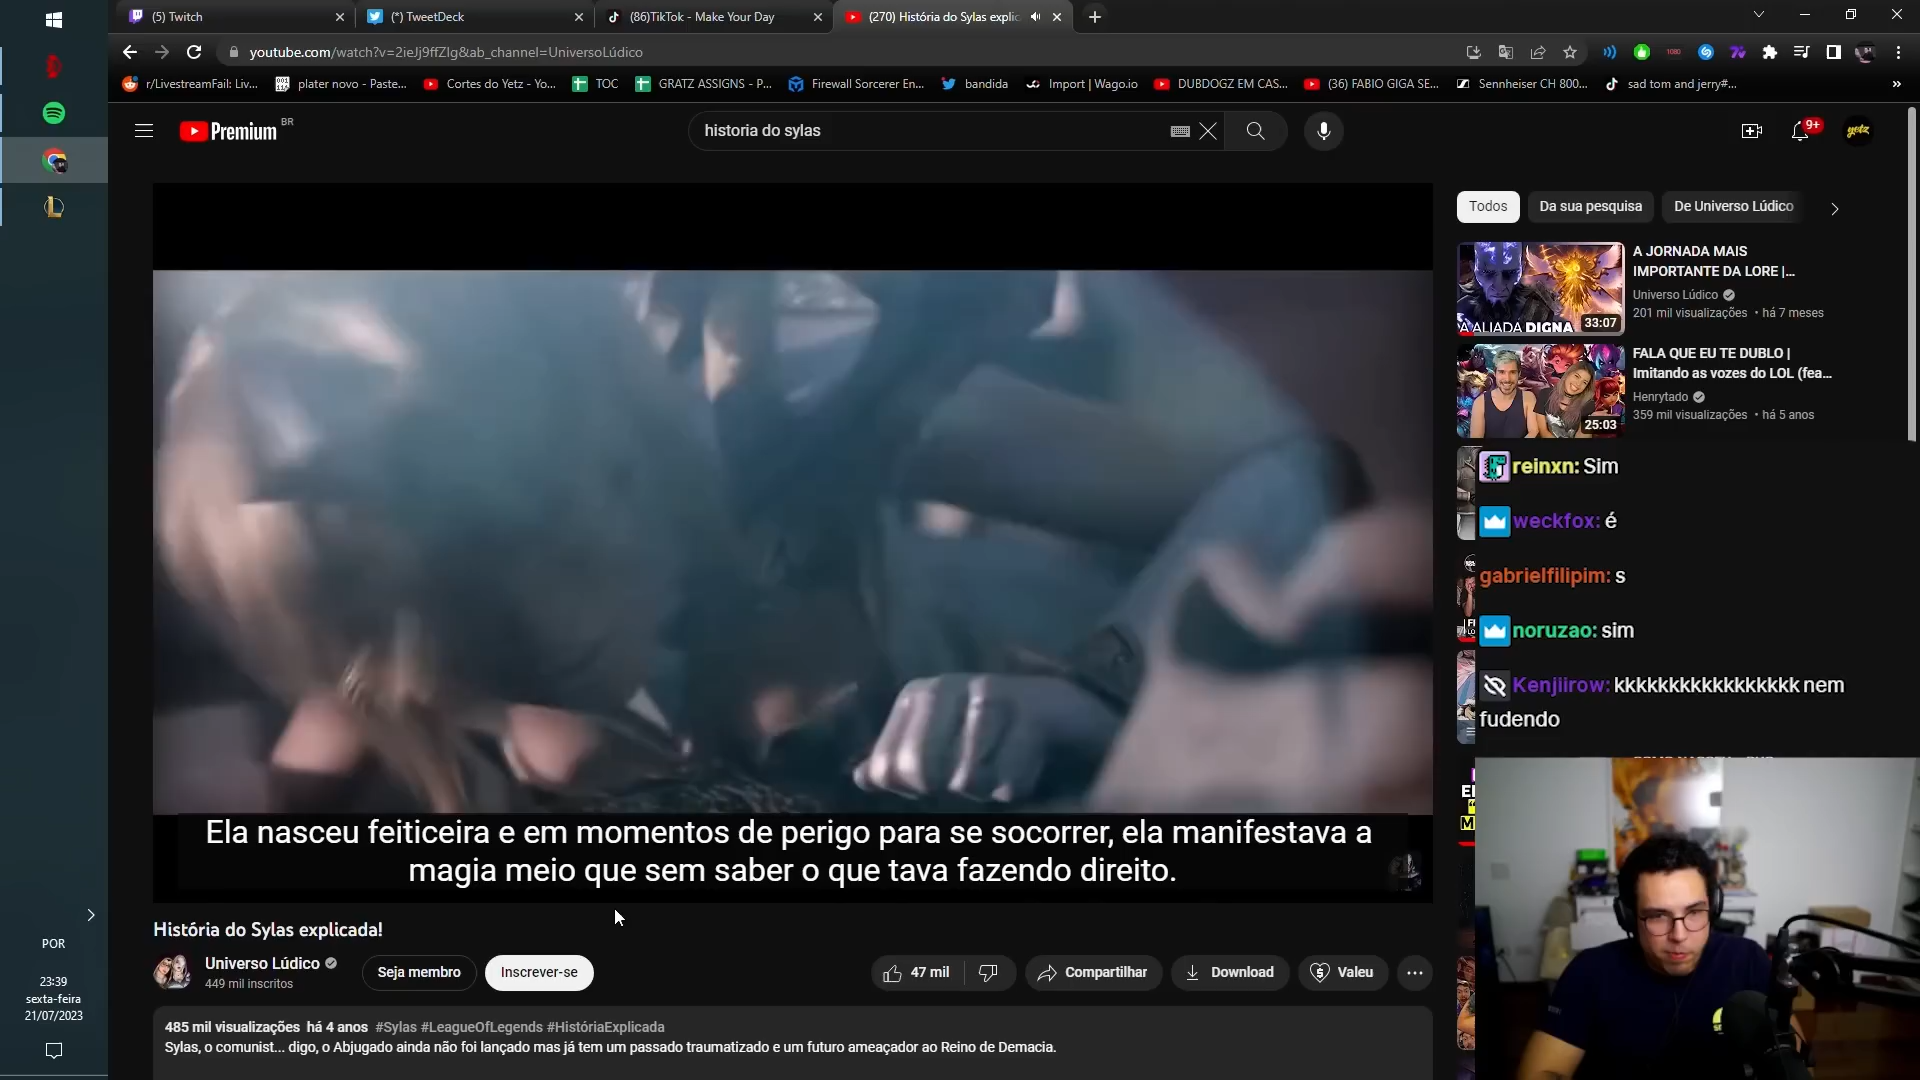 (5) Twitch
(*) TweetDeck
(86)TikTok - Make Your Day
(270) História do Sylas explic
youtube.com/watch?v=2ieJj9ffZIg&ab_channel=UniversoLúdico
r/LivestreamFail: Liv...
plater novo - Paste...
Cortes do Yetz - Yo...
TOC
GRATZ ASSIGNS - P...
Firewall Sorcerer En...
bandida
Import | Wago.io
DUBDOGZ EM CAS...
(36) FABIO GIGA SE...
Sennheiser CH 800...
sad tom and jerry#...
Premium BR
historia do sylas
9+
yetz
Todos
Da sua pesquisa
De Universo Lúdico
A JORNADA MAIS
IMPORTANTE DA LORE |...
Universo Lúdico
201 mil visualizações • há 7 meses
A ALIADA DIGNA
33:07
FALA QUE EU TE DUBLO |
Imitando as vozes do LOL (fea...
Henrytado
359 mil visualizações • há 5 anos
25:03
reinxn: Sim
weckfox: é
gabrielfilipim: s
noruzao: sim
Kenjiirow: kkkkkkkkkkkkkkkkk nem
fudendo
Ela nasceu feiticeira e em momentos de perigo para se socorrer, ela manifestava a
magia meio que sem saber o que tava fazendo direito.
História do Sylas explicada!
Universo Lúdico
449 mil inscritos
Seja membro
Inscrever-se
47 mil
Compartilhar
Download
Valeu
485 mil visualizações há 4 anos #Sylas #LeagueOfLegends #HistóriaExplicada
Sylas, o comunist... digo, o Abjugado ainda não foi lançado mas já tem um passado traumatizado e um futuro ameaçador ao Reino de Demacia.
POR
23:39
sexta-feira
21/07/2023